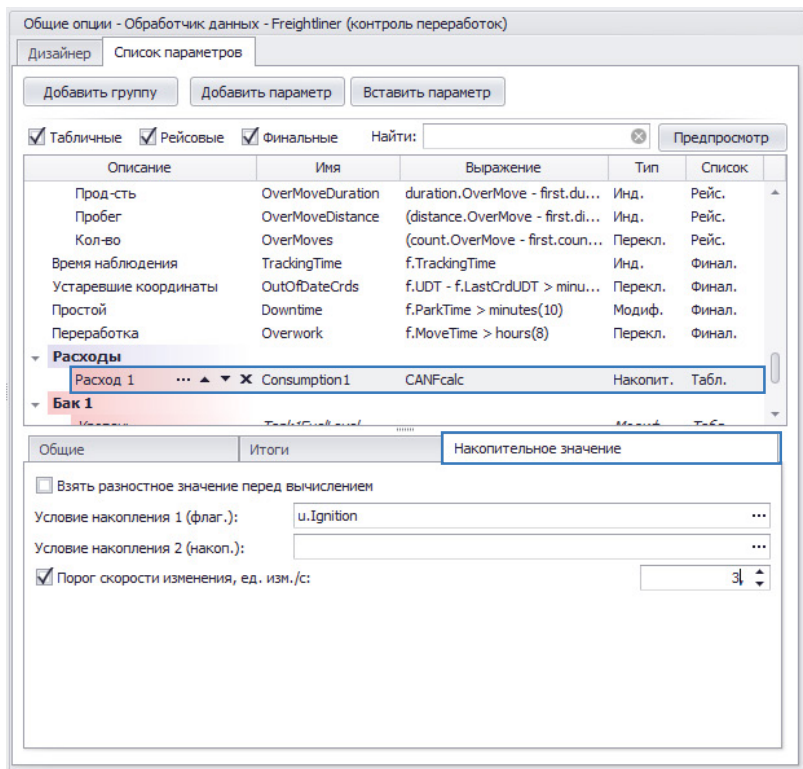 Общие опции - Обработчик данных - Freightliner (контроль переработок)
Дизайнер Список параметров
Добавить группу Добавить параметр Вставить параметр
Табличные Рейсовые Финальные Найти: Предпросмотр
Описание Имя Выражение Тип Список
Прод-сть OverMoveDuration duration.OverMove - first.du... Инд. Рейс.
Пробег OverMoveDistance (distance.OverMove - first.di... Инд. Рейс.
Кол-во OverMoves (count.OverMove - first.coun... Перекл. Рейс.
Время наблюдения TrackingTime f.TrackingTime Инд. Финал.
Устаревшие координаты OutOfDateCrds f.UDT - f.LastCrdUDT > minu... Перекл. Финал.
Простой Downtime f.ParkTime > minutes(10) Модиф. Финал.
Переработка Overwork f.MoveTime > hours(8) Перекл. Финал.
Расходы
Расход 1 ... Consumption1 CANFcalc Накопит. Табл.
Бак 1
Общие Итоги Накопительное значение
Взять разностное значение перед вычислением
Условие накопления 1 (флаг.): u.Ignition ...
Условие накопления 2 (накоп.): ...
Порог скорости изменения, ед. изм./с: 3,